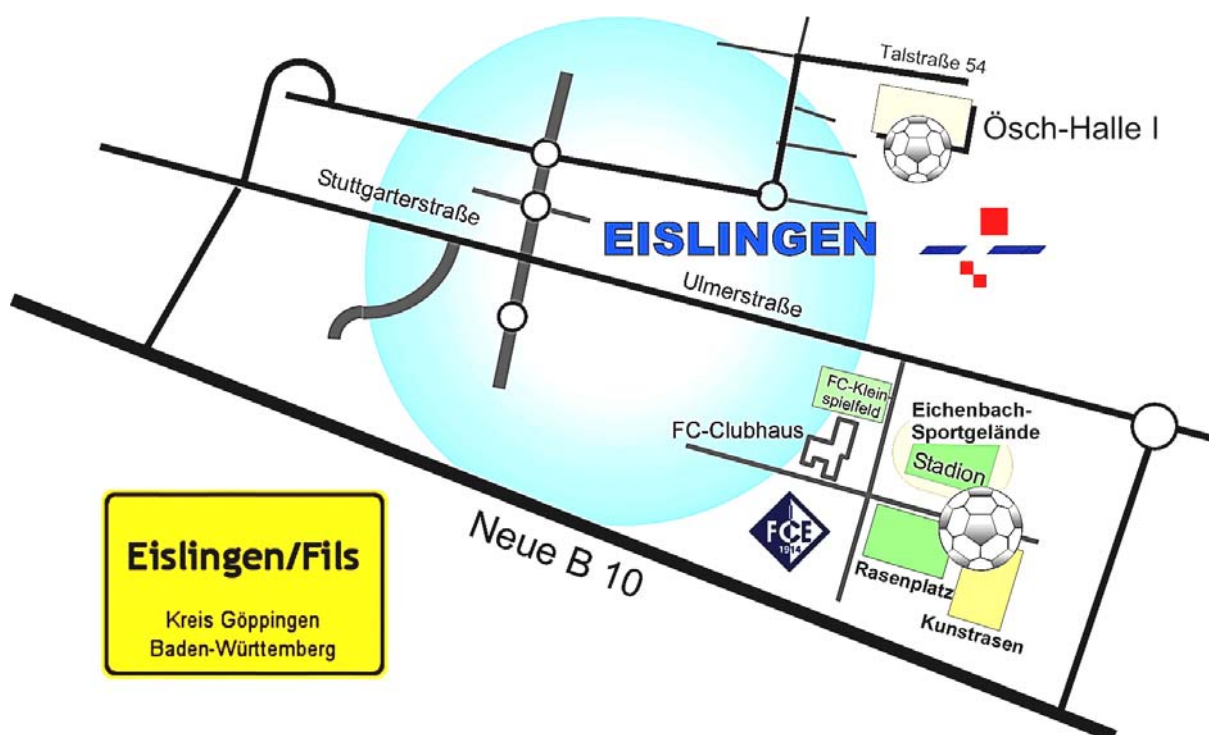 Talstraße 54
Ösch-Halle I
Stuttgarterstraße
EISLINGEN
Ulmerstraße
FC-Klein-
spielfeld
FC-Clubhaus
Eichenbach-
Sportgelände
Stadion
FCE
1914
Neue B 10
Rasenplatz
Kunstrasen
Eislingen/Fils
Kreis Göppingen
Baden-Württemberg